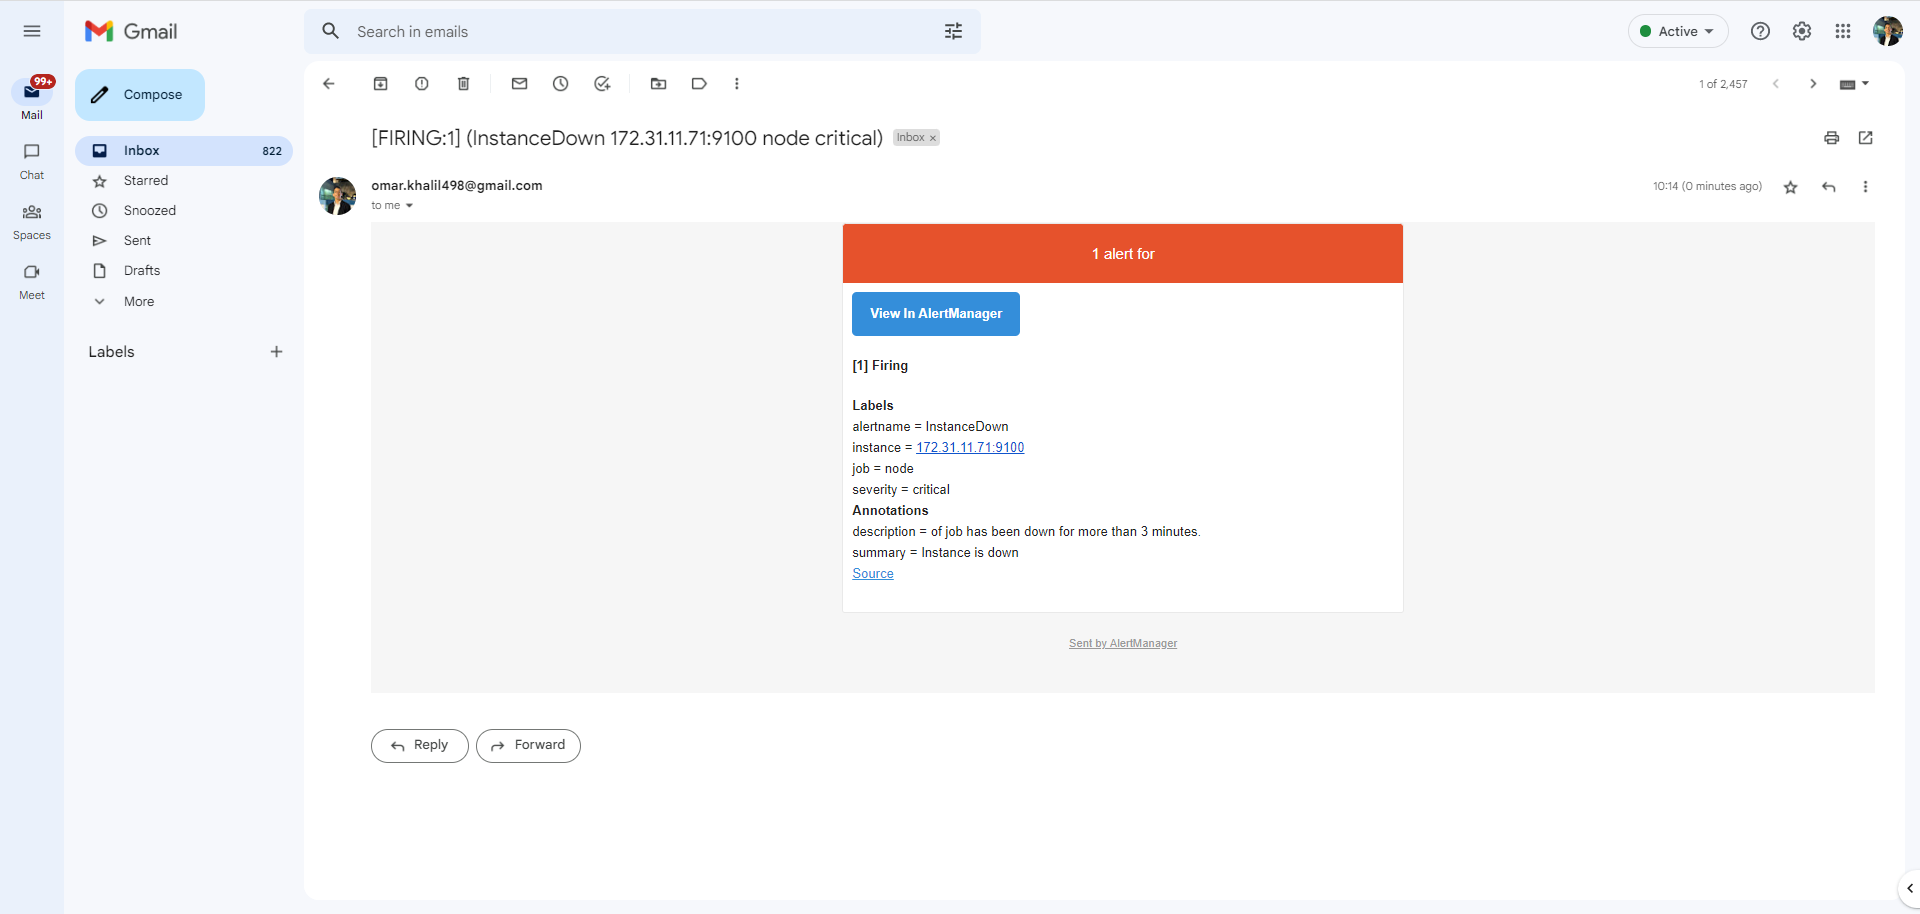 Gmail
Search in emails
Active
99+
Mail
Compose
1 of 2,457
Chat
Inbox 822
Starred
Snoozed
Spaces
Sent
Drafts
Meet
More
Labels
[FIRING:1] (InstanceDown 172.31.11.71:9100 node critical) Inbox ×
omar.khalil498@gmail.com
to me
10:14 (0 minutes ago)
1 alert for
View In AlertManager
[1] Firing
Labels
alertname = InstanceDown
instance = 172.31.11.71:9100
job = node
severity = critical
Annotations
description = of job has been down for more than 3 minutes.
summary = Instance is down
Source
Sent by AlertManager
Reply
Forward